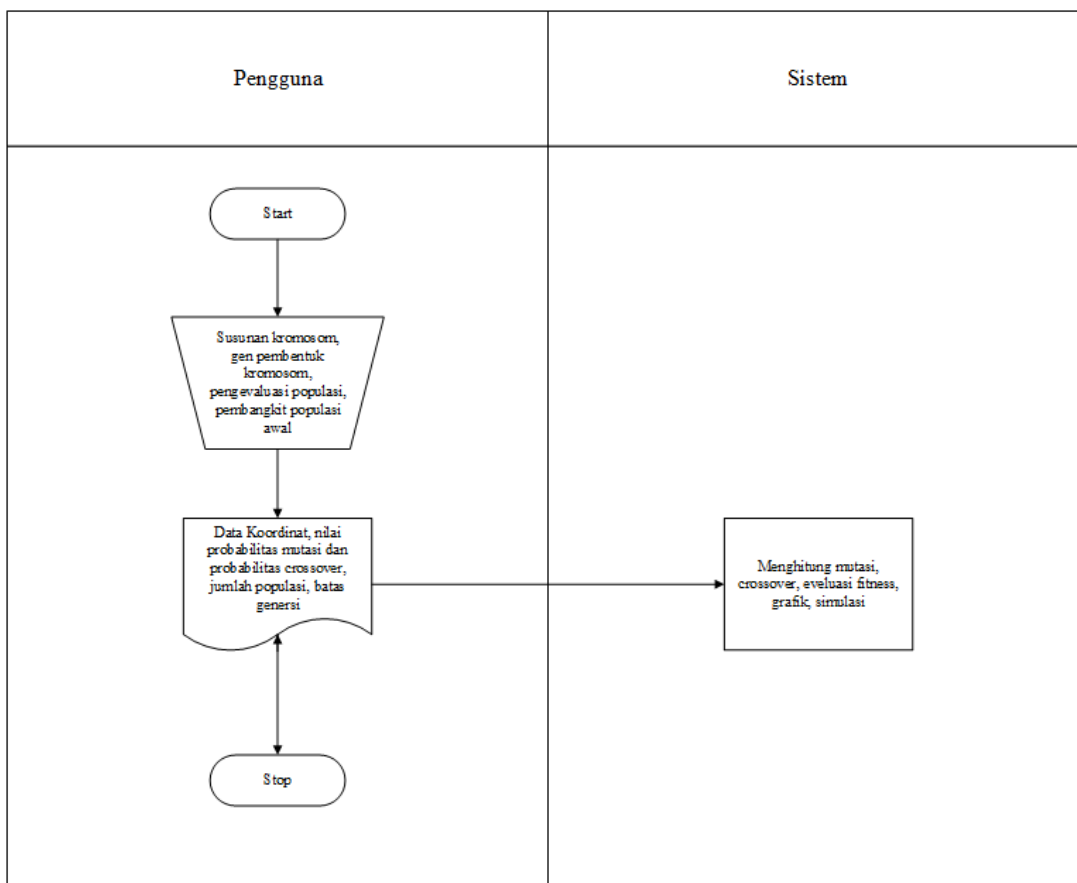 Pengguna
Sistem
Start
Susunan kromosom,
gen pembentuk
kromosom,
pengevaluasi populasi,
pembangkit populasi
awal
Data Koordinat, nilai
probabilitas mutasi dan
probabilitas crossover,
jumlah populasi, batas
genersi
Menghitung mutasi,
crossover, eveluasi fitness,
grafik, simulasi
Stop